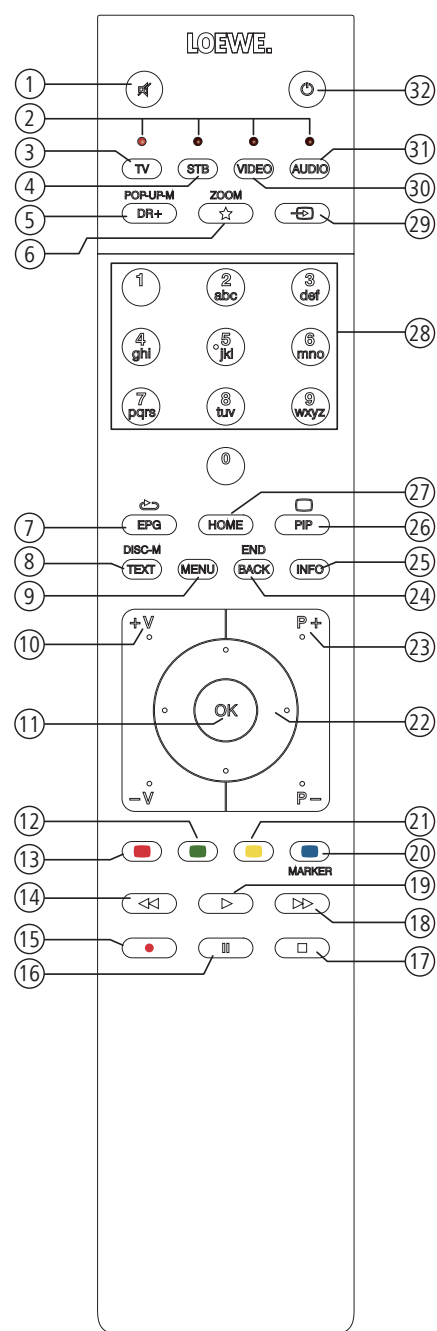 LOEWE.
1
32
2
3 TV STB VIDEO AUDIO 31
4
30
POP-UP-M ZOOM
5 DR+
29
6
1 2 3
abc def
28
4 5 6
ghi jkl mno
7 8 9
pqrs tuv wxyz
0
27
7 EPG HOME PIP 26
DISC-M END
8 TEXT MENU BACK INFO 25
9
24
+V P+
10
23
11 OK 22
–V P–
12
21
13
20
MARKER
19
14
18
15
16
17